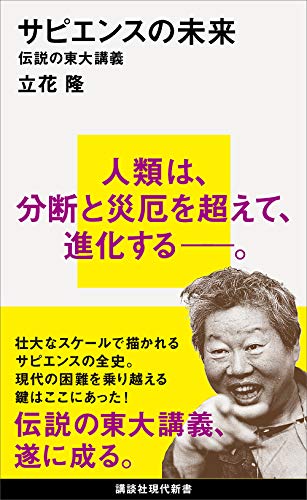 サピエンスの未来
伝説の東大講義
立花 隆
人類は、
分断と災厄を超えて、
進化する――。
壮大なスケールで描かれる
サピエンスの全史。
現代の困難を乗り越える
鍵はここにあった!
伝説の東大講義、
遂に成る。
講談社現代新書